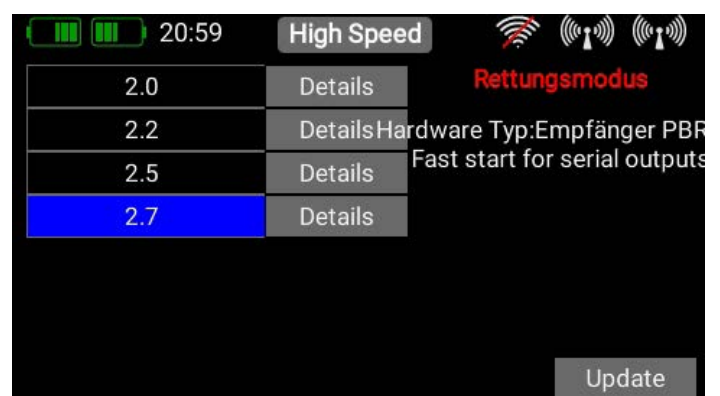 20:59 High Speed
Rettungsmodus
2.0 Details
2.2 Details Hardware Typ:Empfänger PBR
Fast start for serial outputs
2.5 Details
2.7 Details
Update